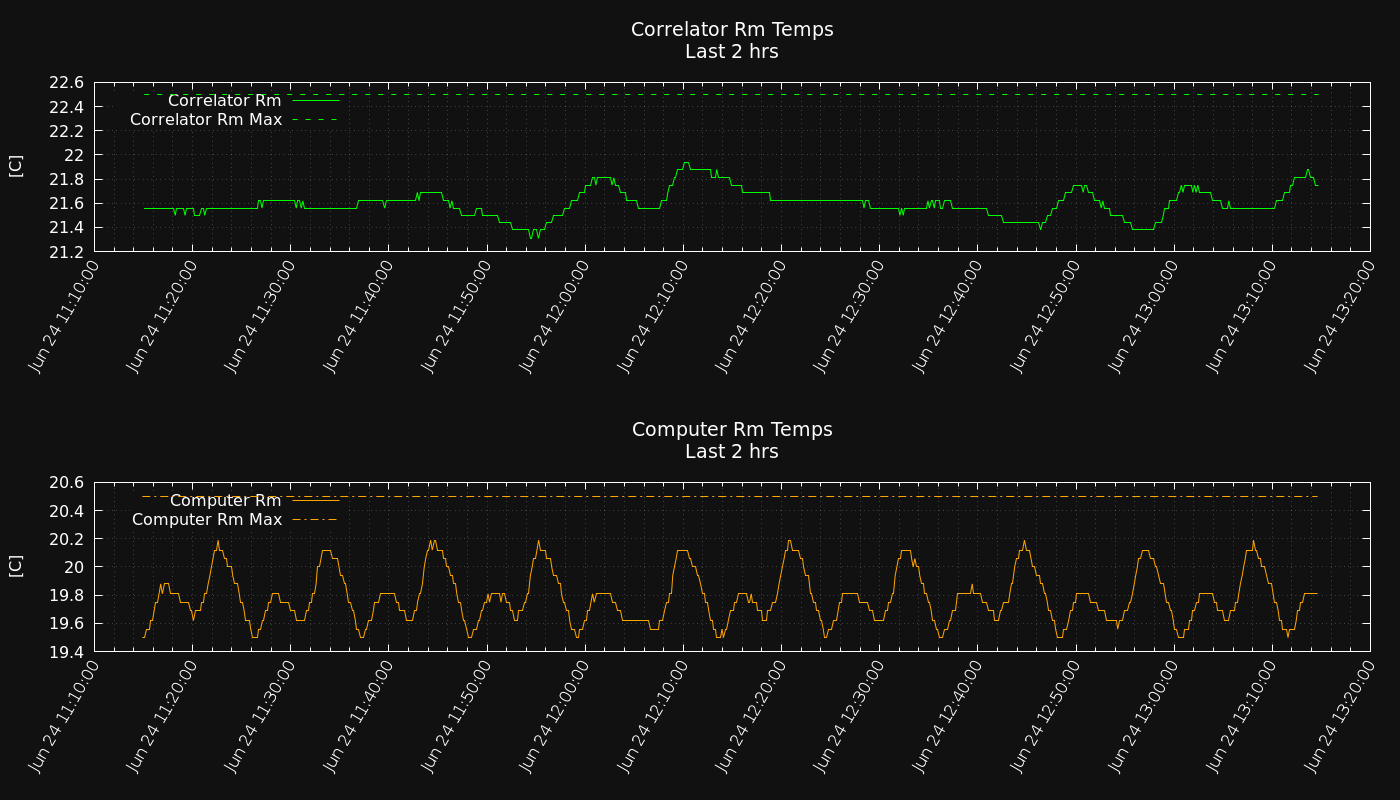 Correlator Rm Temps
Last 2 hrs
22.6
22.4
22.2
22
21.8
21.6
21.4
21.2
[C]
Correlator Rm
Correlator Rm Max
Jun 24 11:10:00
Jun 24 11:20:00
Jun 24 11:30:00
Jun 24 11:40:00
Jun 24 11:50:00
Jun 24 12:00:00
Jun 24 12:10:00
Jun 24 12:20:00
Jun 24 12:30:00
Jun 24 12:40:00
Jun 24 12:50:00
Jun 24 13:00:00
Jun 24 13:10:00
Jun 24 13:20:00
Computer Rm Temps
Last 2 hrs
20.6
20.4
20.2
20
19.8
19.6
19.4
[C]
Computer Rm
Computer Rm Max
Jun 24 11:10:00
Jun 24 11:20:00
Jun 24 11:30:00
Jun 24 11:40:00
Jun 24 11:50:00
Jun 24 12:00:00
Jun 24 12:10:00
Jun 24 12:20:00
Jun 24 12:30:00
Jun 24 12:40:00
Jun 24 12:50:00
Jun 24 13:00:00
Jun 24 13:10:00
Jun 24 13:20:00